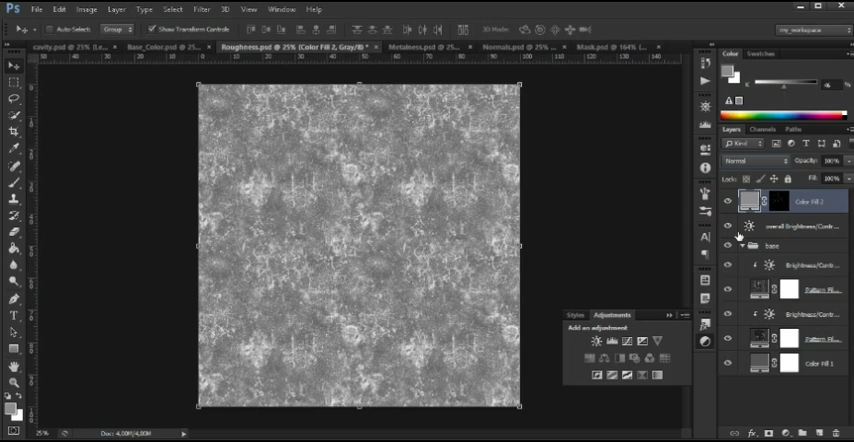 Ps File Edit Image Layer Type Select Filter 3D View Window Help
Auto-Select: Group Show Transform Controls 3D Mode: my_workspace
cavity.psd @ 25% (Le... × Base_Color.psd @ 25... × Roughness.psd @ 25% (Color Fill 2, Gray/8) * × Metalness.psd @ 25%... × Normals.psd @ 25% ... × Mask.psd @ 164% (... ×
Color Swatches
K %
Layers Channels Paths
Kind
Normal Opacity: 100%
Lock: Fill: 100%
Color Fill 2
overall Brightness/Contr...
base
Brightness/Contr...
Pattern Fill...
Brightness/Contr...
Pattern Fill...
Color Fill 1
Styles Adjustments
Add an adjustment
25% Doc: 4,00M/4,00M